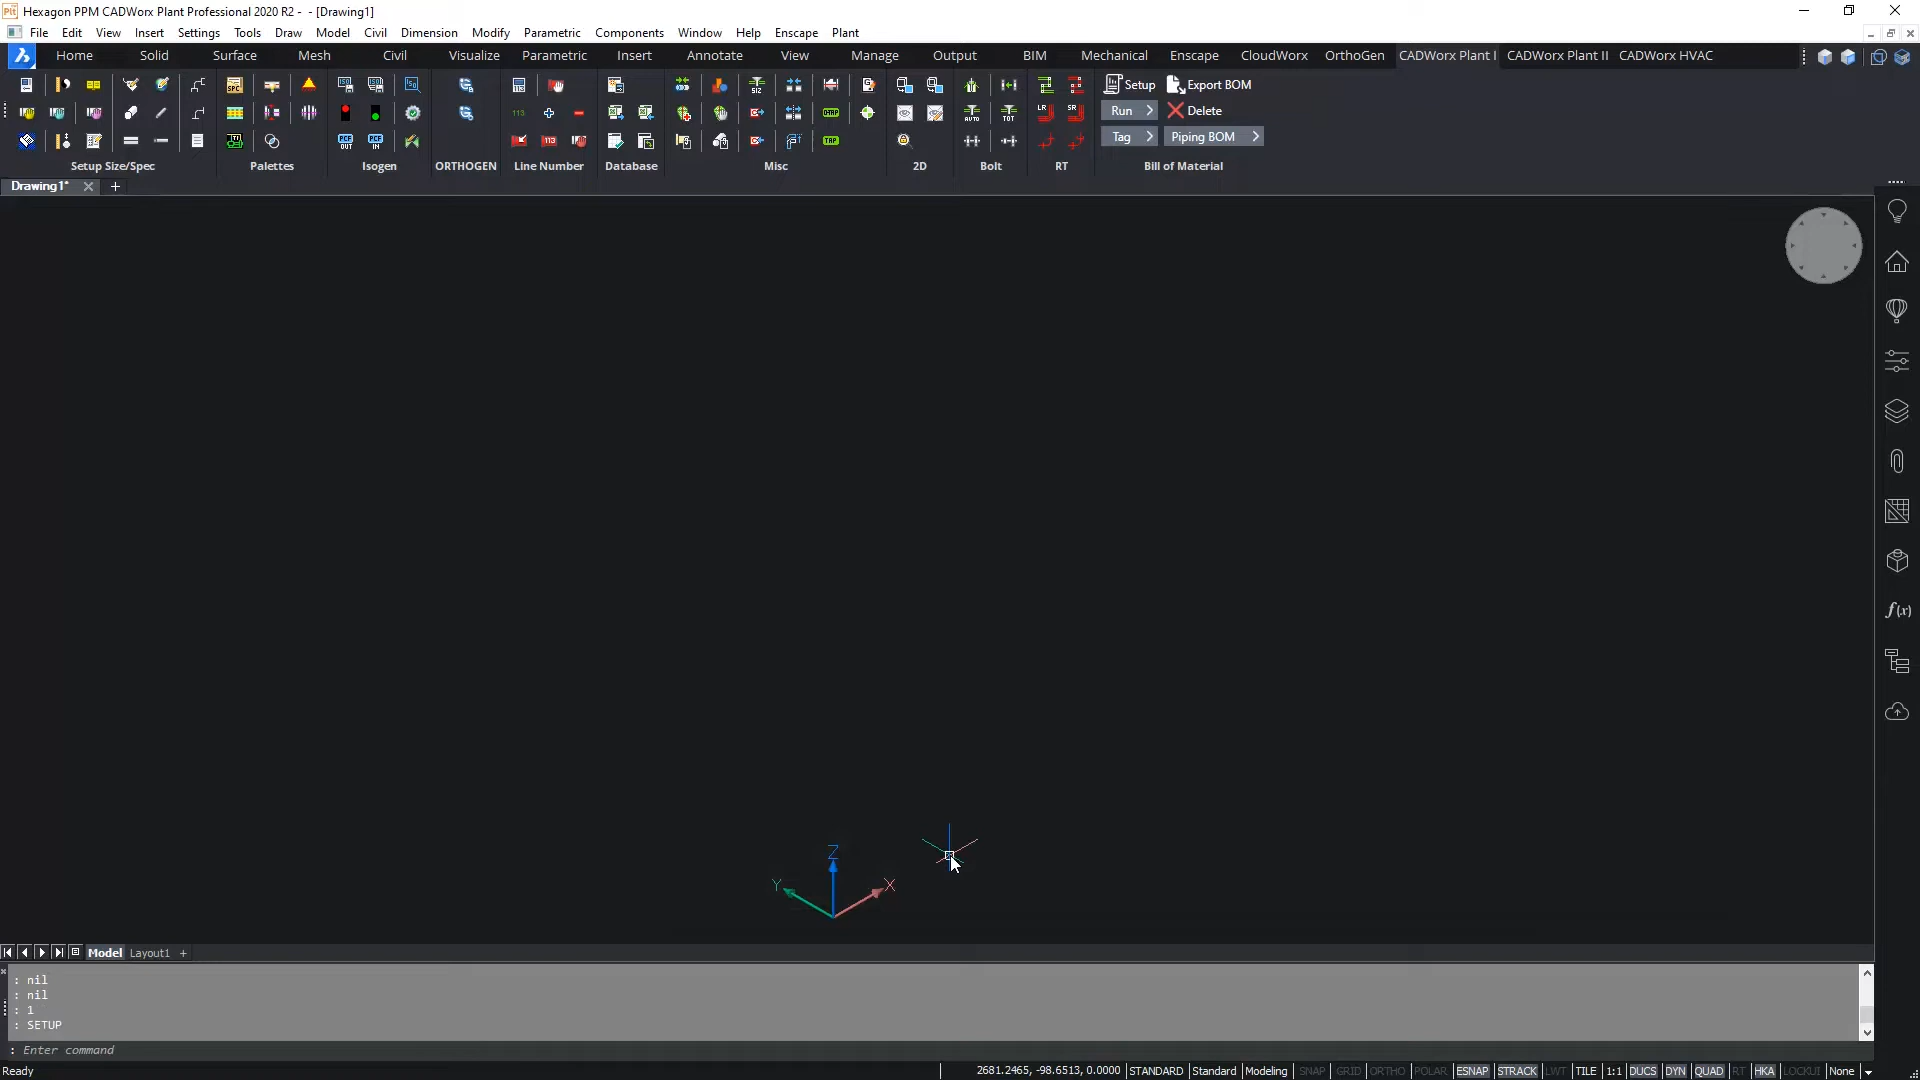 Hexagon PPM CADWorx Plant Professional 2020 R2 - - [Drawing1]
File Edit View Insert Settings Tools Draw Model Civil Dimension Modify Parametric Components Window Help Enscape Plant
Home Solid Surface Mesh Civil Visualize Parametric Insert Annotate View Manage Output BIM Mechanical Enscape CloudWorx OrthoGen CADWorx Plant I CADWorx Plant II CADWorx HVAC
Setup Export BOM
Run Delete
Tag Piping BOM
Setup Size/Spec Palettes Isogen ORTHOGEN Line Number Database Misc 2D Bolt RT Bill of Material
Drawing1*
f(x)
Z
Y X
Model Layout1
: nil
: nil
: 1
: SETUP
: Enter command
Ready 2681.2465, -98.6513, 0.0000 STANDARD Standard Modeling SNAP GRID ORTHO POLAR ESNAP STRACK LWT TILE 1:1 DUCS DYN QUAD RT HKA LOCKUI None